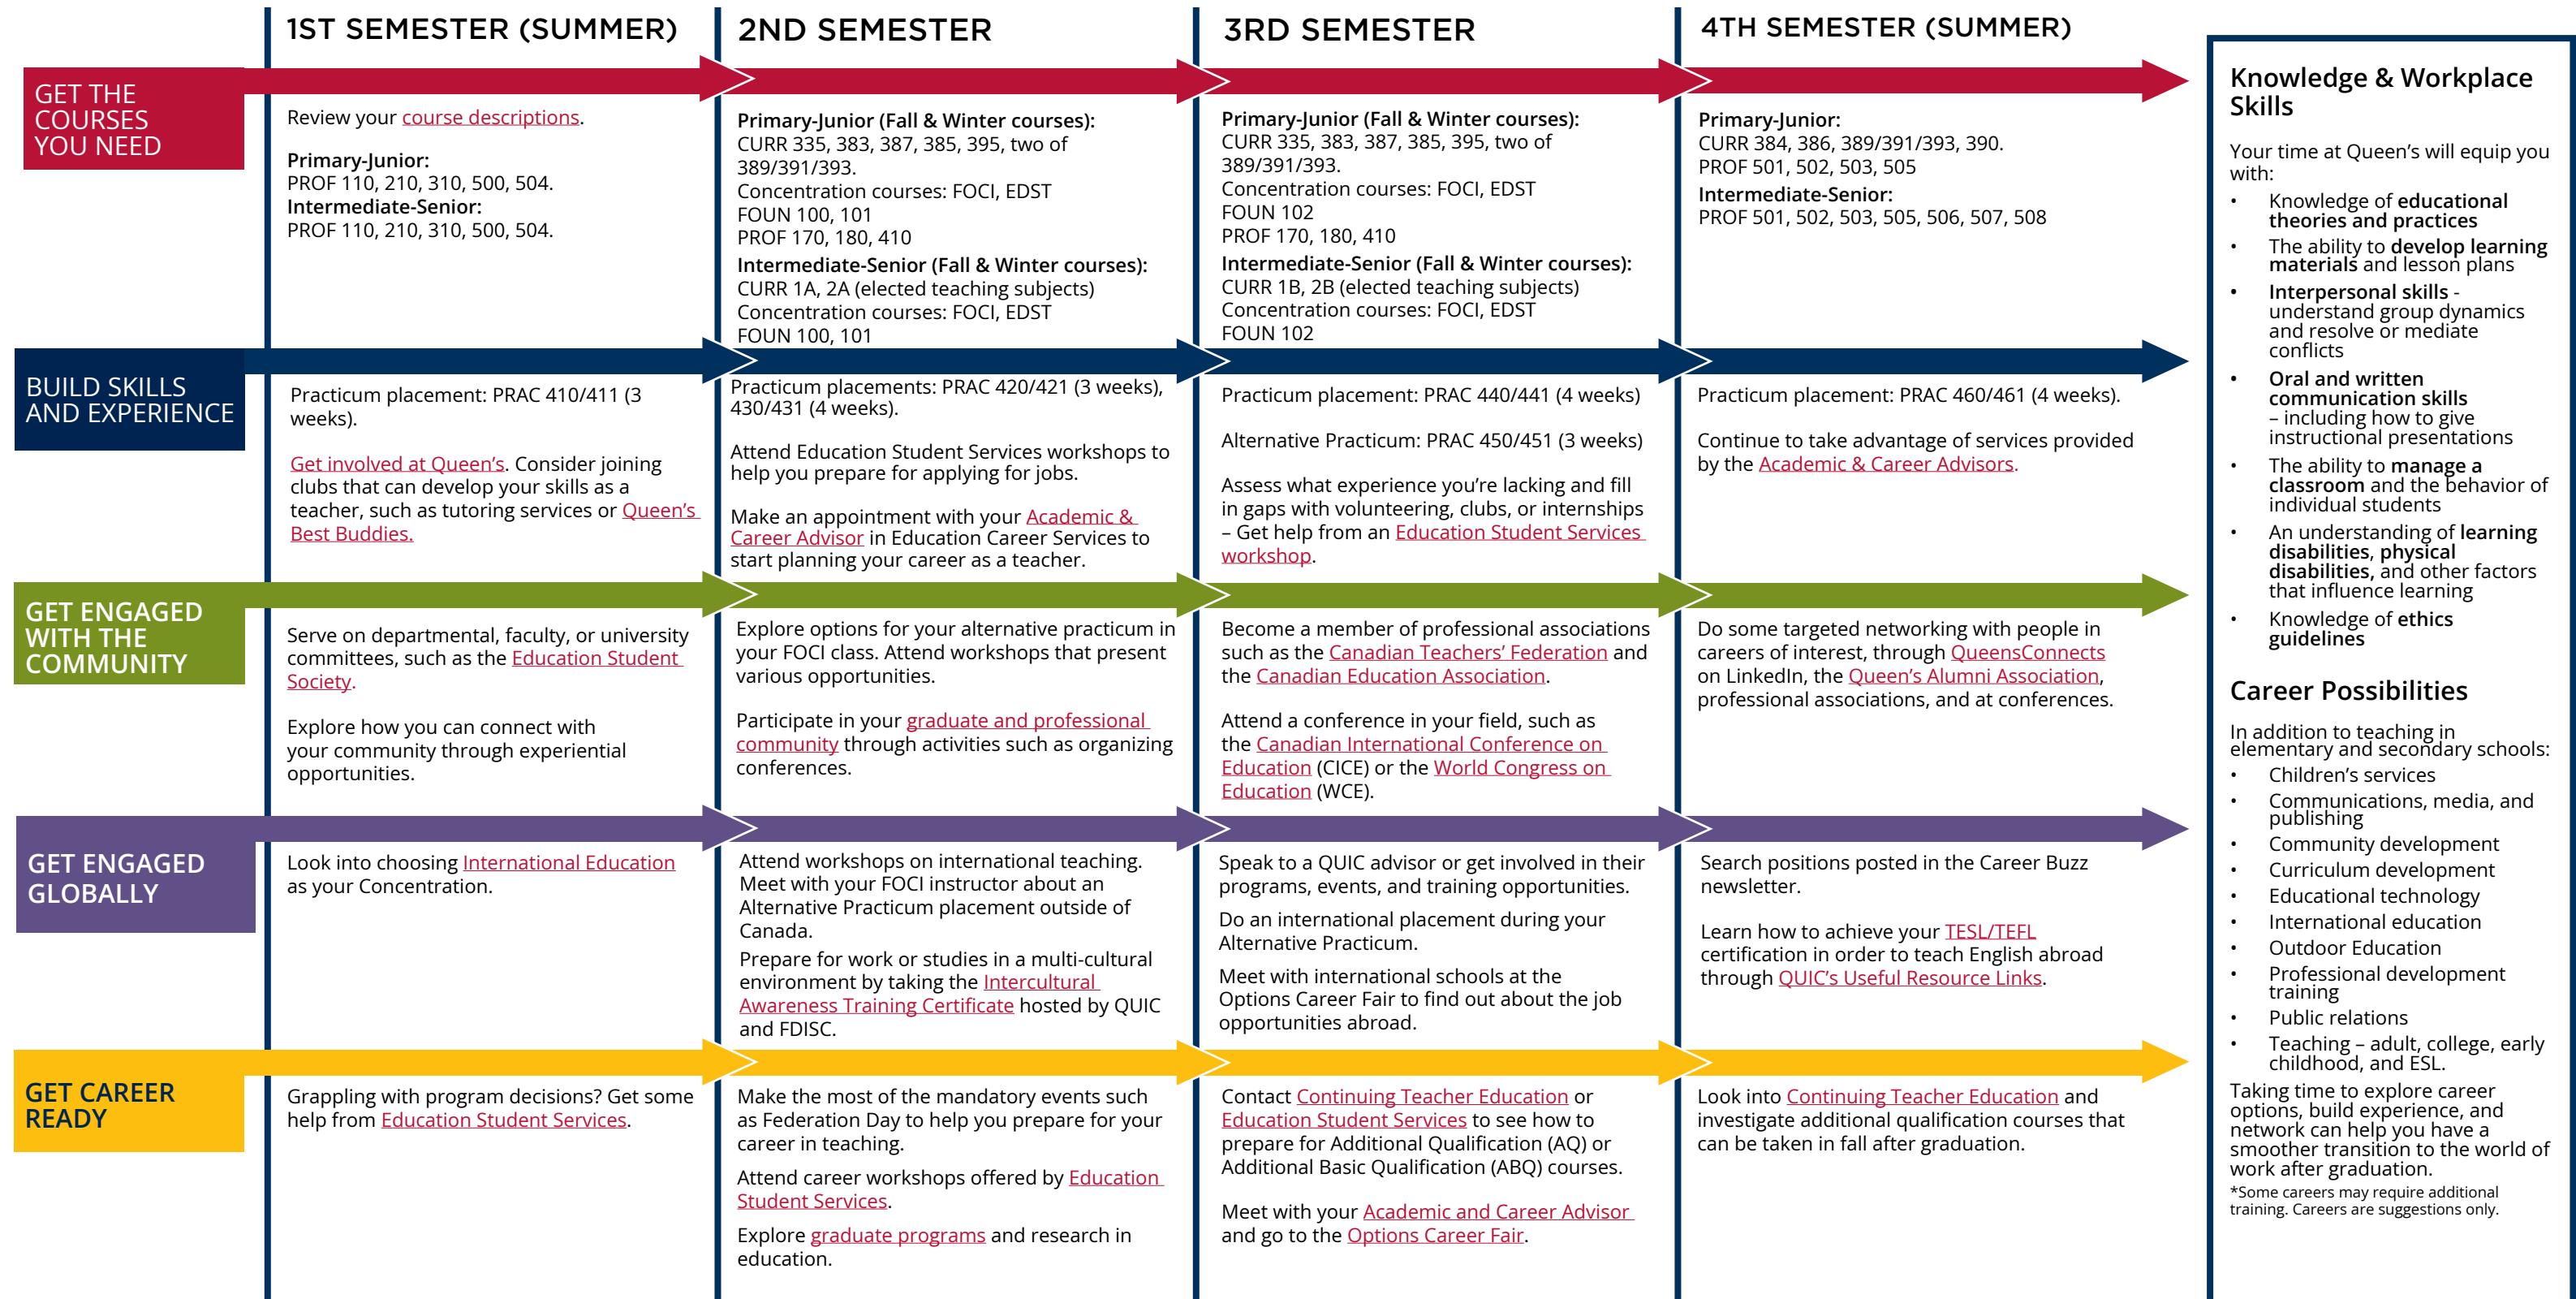 1ST SEMESTER (SUMMER)
2ND SEMESTER
3RD SEMESTER
4TH SEMESTER (SUMMER)
GET THE
COURSES
YOU NEED
Review your course descriptions.
Primary-Junior:
PROF 110, 210, 310, 500, 504.
Intermediate-Senior:
PROF 110, 210, 310, 500, 504.
Primary-Junior (Fall & Winter courses):
CURR 335, 383, 387, 385, 395, two of
389/391/393.
Concentration courses: FOCI, EDST
FOUN 100, 101
PROF 170, 180, 410
Intermediate-Senior (Fall & Winter courses):
CURR 1A, 2A (elected teaching subjects)
Concentration courses: FOCI, EDST
FOUN 100, 101
Primary-Junior (Fall & Winter courses):
CURR 335, 383, 387, 385, 395, two of
389/391/393.
Concentration courses: FOCI, EDST
FOUN 102
PROF 170, 180, 410
Intermediate-Senior (Fall & Winter courses):
CURR 1B, 2B (elected teaching subjects)
Concentration courses: FOCI, EDST
FOUN 102
Primary-Junior:
CURR 384, 386, 389/391/393, 390.
PROF 501, 502, 503, 505
Intermediate-Senior:
PROF 501, 502, 503, 505, 506, 507, 508
BUILD SKILLS
AND EXPERIENCE
Practicum placement: PRAC 410/411 (3
weeks).
Get involved at Queen's. Consider joining
clubs that can develop your skills as a
teacher, such as tutoring services or Queen's
Best Buddies.
Practicum placements: PRAC 420/421 (3 weeks),
430/431 (4 weeks).
Attend Education Student Services workshops to
help you prepare for applying for jobs.
Make an appointment with your Academic &
Career Advisor in Education Career Services to
start planning your career as a teacher.
Practicum placement: PRAC 440/441 (4 weeks)
Alternative Practicum: PRAC 450/451 (3 weeks)
Assess what experience you're lacking and fill
in gaps with volunteering, clubs, or internships
– Get help from an Education Student Services
workshop.
Practicum placement: PRAC 460/461 (4 weeks).
Continue to take advantage of services provided
by the Academic & Career Advisors.
GET ENGAGED
WITH THE
COMMUNITY
Serve on departmental, faculty, or university
committees, such as the Education Student
Society.
Explore how you can connect with
your community through experiential
opportunities.
Explore options for your alternative practicum in
your FOCI class. Attend workshops that present
various opportunities.
Participate in your graduate and professional
community through activities such as organizing
conferences.
Become a member of professional associations
such as the Canadian Teachers' Federation and
the Canadian Education Association.
Attend a conference in your field, such as
the Canadian International Conference on
Education (CICE) or the World Congress on
Education (WCE).
Do some targeted networking with people in
careers of interest, through QueensConnects
on LinkedIn, the Queen's Alumni Association,
professional associations, and at conferences.
GET ENGAGED
GLOBALLY
Look into choosing International Education
as your Concentration.
Attend workshops on international teaching.
Meet with your FOCI instructor about an
Alternative Practicum placement outside of
Canada.
Prepare for work or studies in a multi-cultural
environment by taking the Intercultural
Awareness Training Certificate hosted by QUIC
and FDISC.
Speak to a QUIC advisor or get involved in their
programs, events, and training opportunities.
Do an international placement during your
Alternative Practicum.
Meet with international schools at the
Options Career Fair to find out about the job
opportunities abroad.
Search positions posted in the Career Buzz
newsletter.
Learn how to achieve your TESL/TEFL
certification in order to teach English abroad
through QUIC's Useful Resource Links.
GET CAREER
READY
Grappling with program decisions? Get some
help from Education Student Services.
Make the most of the mandatory events such
as Federation Day to help you prepare for your
career in teaching.
Attend career workshops offered by Education
Student Services.
Explore graduate programs and research in
education.
Contact Continuing Teacher Education or
Education Student Services to see how to
prepare for Additional Qualification (AQ) or
Additional Basic Qualification (ABQ) courses.
Meet with your Academic and Career Advisor
and go to the Options Career Fair.
Look into Continuing Teacher Education and
investigate additional qualification courses that
can be taken in fall after graduation.
Knowledge & Workplace
Skills
Your time at Queen's will equip you
with:
• Knowledge of educational
theories and practices
• The ability to develop learning
materials and lesson plans
• Interpersonal skills -
understand group dynamics
and resolve or mediate
conflicts
• Oral and written
communication skills
– including how to give
instructional presentations
• The ability to manage a
classroom and the behavior of
individual students
• An understanding of learning
disabilities, physical
disabilities, and other factors
that influence learning
• Knowledge of ethics
guidelines
Career Possibilities
In addition to teaching in
elementary and secondary schools:
• Children's services
• Communications, media, and
publishing
• Community development
• Curriculum development
• Educational technology
• International education
• Outdoor Education
• Professional development
training
• Public relations
• Teaching – adult, college, early
childhood, and ESL.
Taking time to explore career
options, build experience, and
network can help you have a
smoother transition to the world of
work after graduation.
*Some careers may require additional
training. Careers are suggestions only.